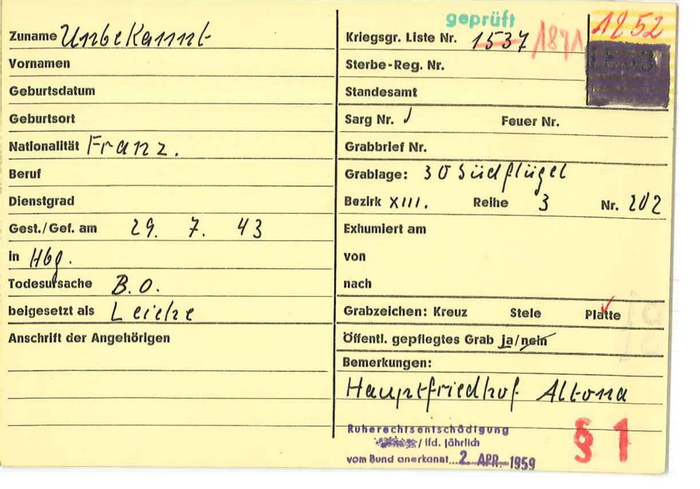 geprüft
1252
Zuname Unbekannt
Kriegsgr. Liste Nr. 1537 1891
Vornamen
Sterbe-Reg. Nr.
Geburtsdatum
Standesamt
Geburtsort
Sarg Nr. Feuer Nr.
Nationalität Franz.
Grabbrief Nr.
Beruf
Grablage: 30 Südflügel
Dienstgrad
Bezirk XIII. Reihe 3 Nr. 202
Gest./Gef. am 29. 7. 43
Exhumiert am
in Hbg.
von
Todesursache B.O.
nach
beigesetzt als Leiche
Grabzeichen: Kreuz Stele Platte
Anschrift der Angehörigen
Öffentl. gepflegtes Grab ja/nein
Bemerkungen:
Hauptfriedhof Altona
Ruherechtsentschädigung
/ lfd. jährlich
vom Bund anerkannt 2. APR. 1959
§ 1